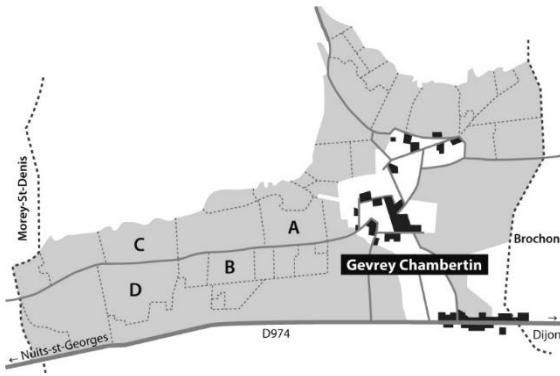 Morey-St-Denis
A
C
B
D
Brochon
Gevrey Chambertin
D974
← Nuits-st-Georges
→
Dijon